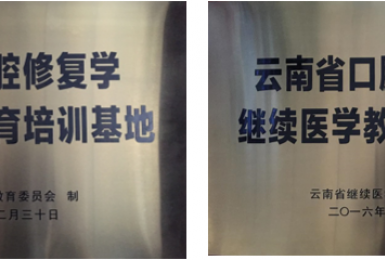 腔修复学
育培训基地
教育委员会 制
二月三十日
云南省口
继续医学教
云南省继续医
二〇一六年